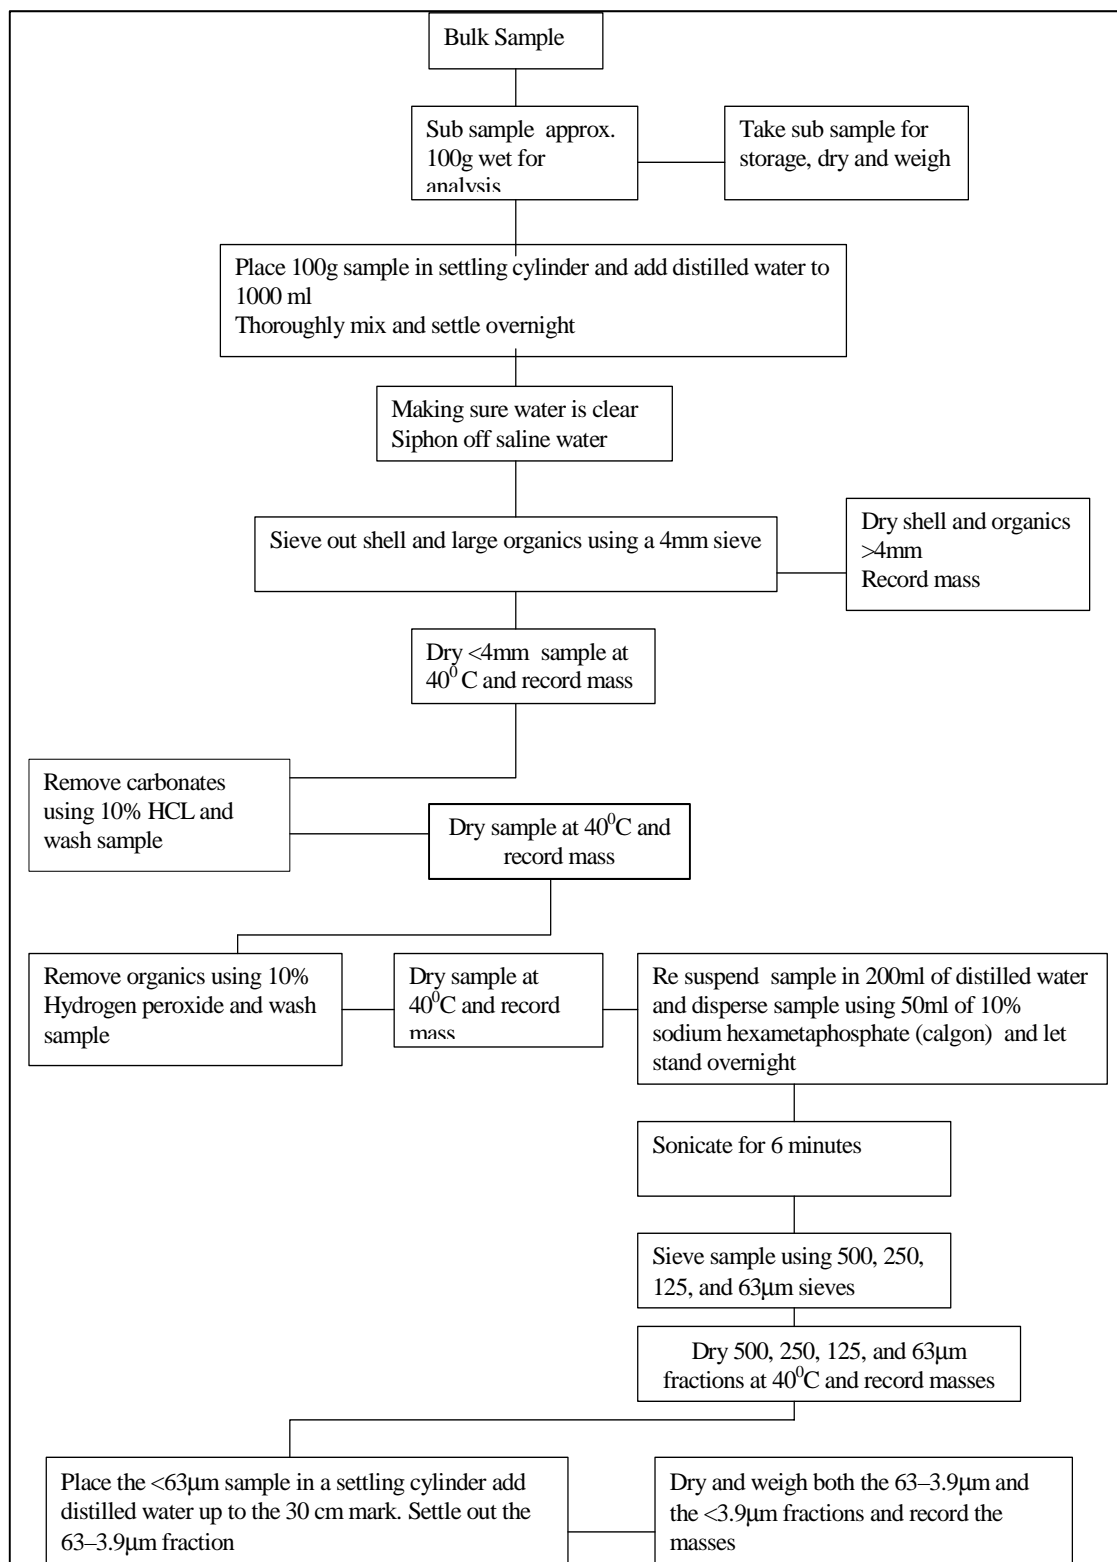 Bulk Sample
Sub sample approx.
100g wet for
analysis
Take sub sample for
storage, dry and weigh
Place 100g sample in settling cylinder and add distilled water to
1000 ml
Thoroughly mix and settle overnight
Making sure water is clear
Siphon off saline water
Sieve out shell and large organics using a 4mm sieve
Dry shell and organics
>4mm
Record mass
Dry <4mm sample at
40⁰ C and record mass
Remove carbonates
using 10% HCL and
wash sample
Dry sample at 40⁰C and
record mass
Remove organics using 10%
Hydrogen peroxide and wash
sample
Dry sample at
40⁰C and record
mass
Re suspend sample in 200ml of distilled water
and disperse sample using 50ml of 10%
sodium hexametaphosphate (calgon) and let
stand overnight
Sonicate for 6 minutes
Sieve sample using 500, 250,
125, and 63μm sieves
Dry 500, 250, 125, and 63μm
fractions at 40⁰C and record masses
Place the <63μm sample in a settling cylinder add
distilled water up to the 30 cm mark. Settle out the
63–3.9μm fraction
Dry and weigh both the 63–3.9μm and
the <3.9μm fractions and record the
masses